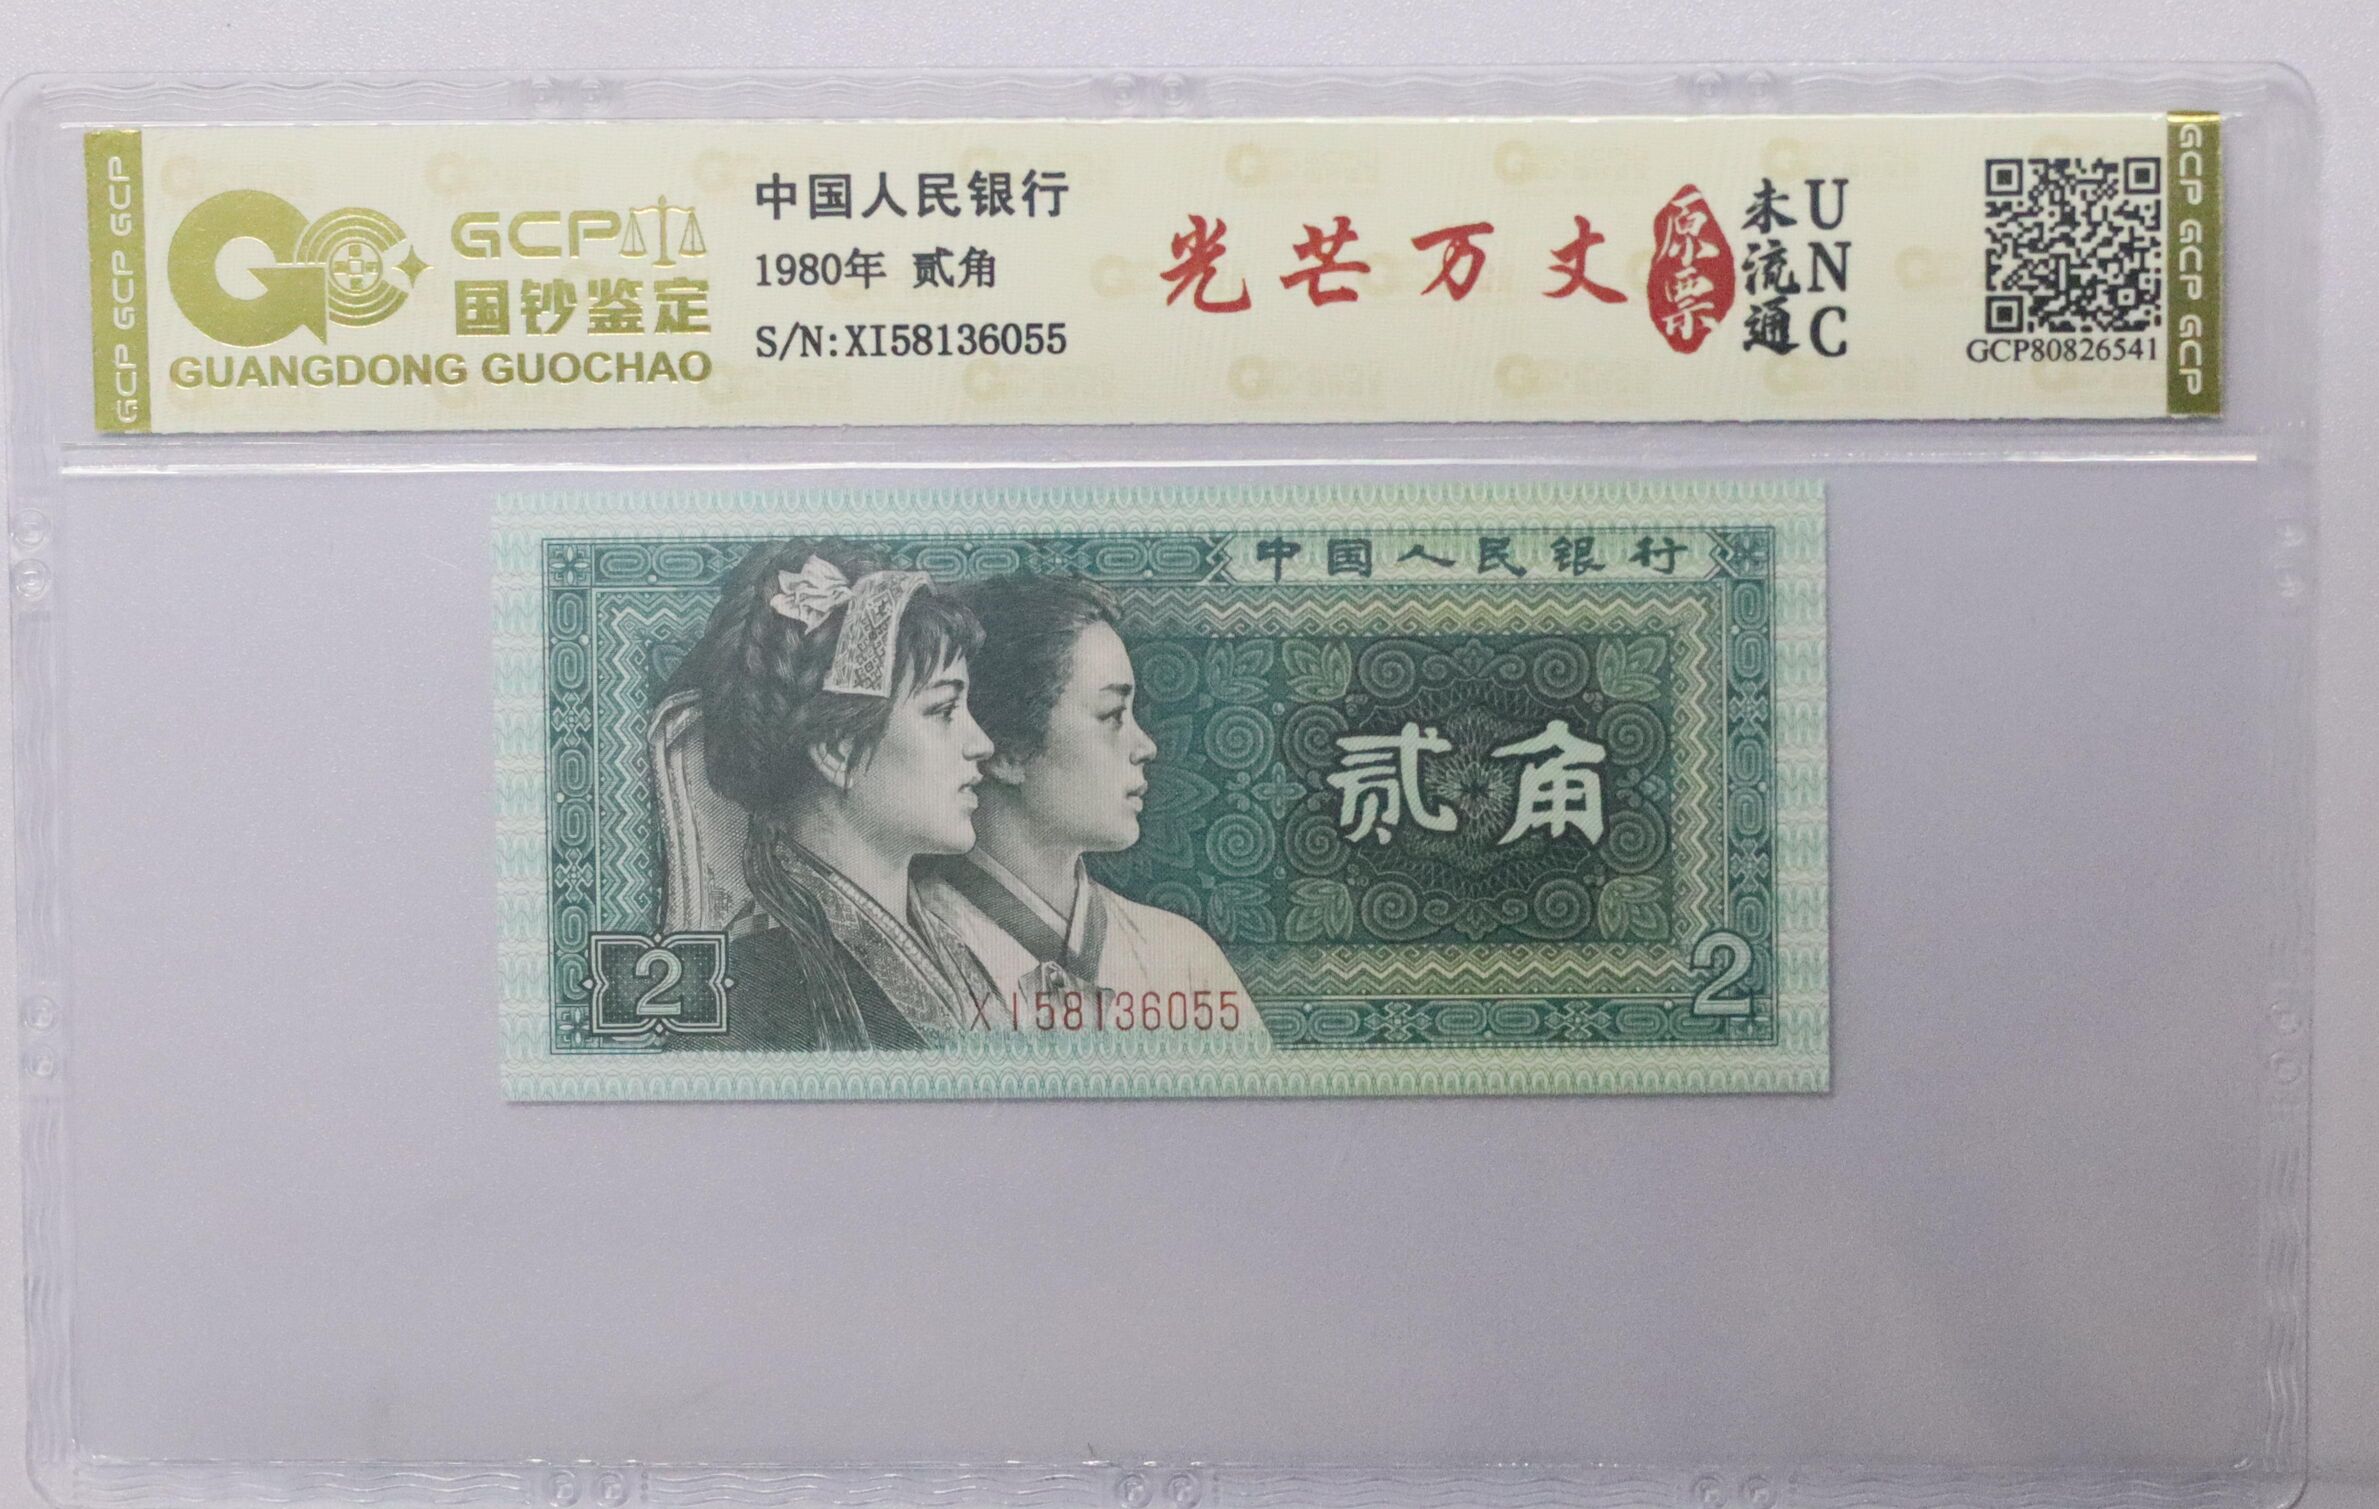 GCP GCP GCP
GCP
国钞鉴定
GUANGDONG GUOCHAO
中国人民银行
1980年 贰角
S/N:XI58136055
光芒万丈
原票
未流通
UNC
GCP80826541
GCP GCP GCP
中国人民银行
贰角
2
XI58136055
2